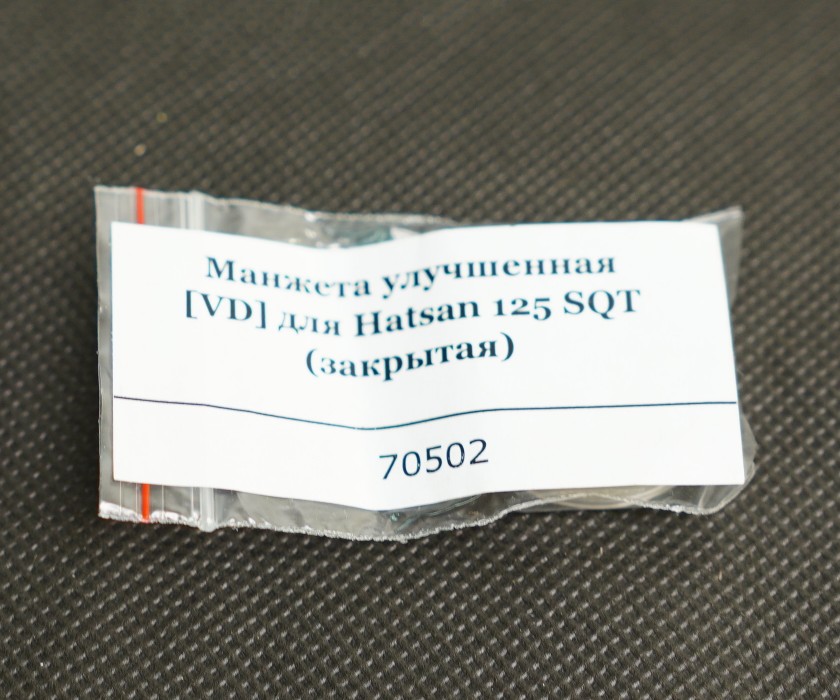 Манжета улучшенная
[VD] для Hatsan 125 SQT
(закрытая)
70502